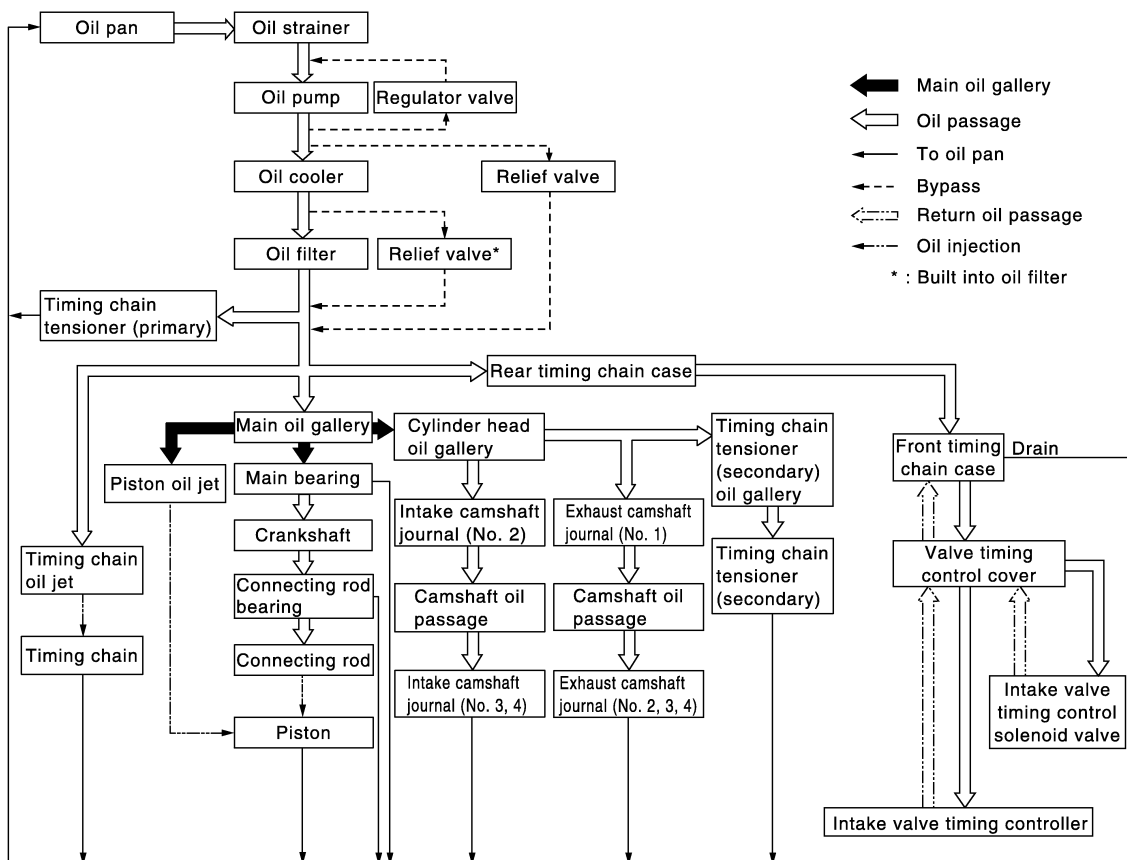 Oil pan
Oil strainer
Oil pump
Regulator valve
Oil cooler
Relief valve
Oil filter
Relief valve*
Timing chain
tensioner (primary)
Main oil gallery
Oil passage
To oil pan
Bypass
Return oil passage
Oil injection
* : Built into oil filter
Rear timing chain case
Main oil gallery
Cylinder head
oil gallery
Timing chain
tensioner
(secondary)
oil gallery
Front timing
chain case
Drain
Piston oil jet
Main bearing
Intake camshaft
journal (No. 2)
Exhaust camshaft
journal (No. 1)
Crankshaft
Timing chain
oil jet
Timing chain
tensioner
(secondary)
Valve timing
control cover
Connecting rod
bearing
Camshaft oil
passage
Camshaft oil
passage
Timing chain
Connecting rod
Intake camshaft
journal (No. 3, 4)
Exhaust camshaft
journal (No. 2, 3, 4)
Intake valve
timing control
solenoid valve
Piston
Intake valve timing controller